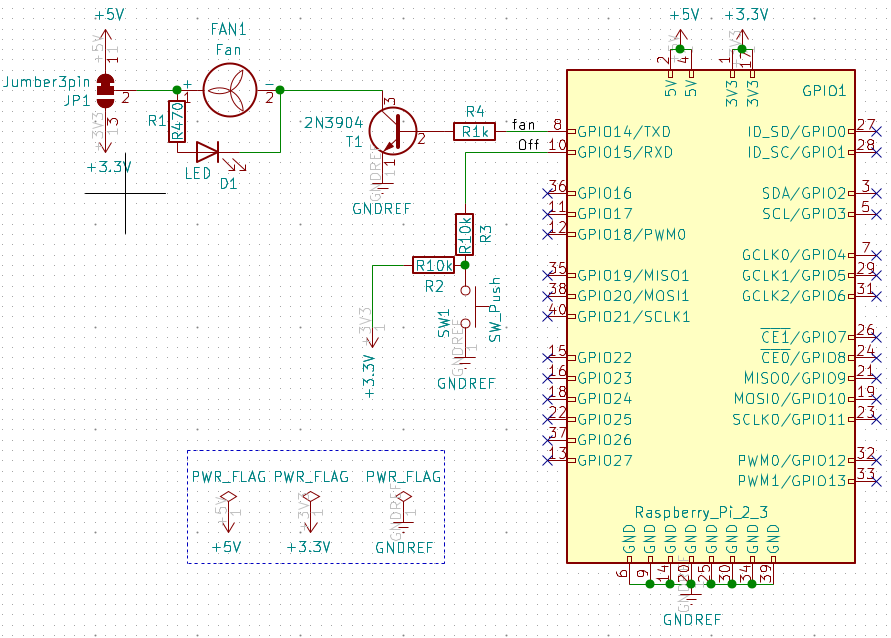 +5V
+5V
1
Jumber3pin
JP1
2
3
+3V3
+3.3V
FAN1
Fan
+
1
-
2
R1
R470
LED
D1
2N3904
T1
3
2
1
GNDREF
GNDREF
R4
R1k
fan
Off
R10k
R3
R10k
R2
+3V3
+3.3V
SW1
SW_Push
GNDREF
1
GNDREF
+5V
+3.3V
2
4
1
17
5V
5V
3V3
3V3
GPIO1
8 GPIO14/TXD
10 GPIO15/RXD
36 GPIO16
11 GPIO17
12 GPIO18/PWM0
35 GPIO19/MISO1
38 GPIO20/MOSI1
40 GPIO21/SCLK1
15 GPIO22
16 GPIO23
18 GPIO24
22 GPIO25
37 GPIO26
13 GPIO27
ID_SD/GPIO0 27
ID_SC/GPIO1 28
SDA/GPIO2 3
SCL/GPIO3 5
GCLK0/GPIO4 7
GCLK1/GPIO5 29
GCLK2/GPIO6 31
CE1/GPIO7 26
CE0/GPIO8 24
MISO0/GPIO9 21
MOSI0/GPIO10 19
SCLK0/GPIO11 23
PWM0/GPIO12 32
PWM1/GPIO13 33
Raspberry_Pi_2_3
GND GND GND GND GND GND GND GND
6 9 14 20 25 30 34 39
GNDREF
PWR_FLAG PWR_FLAG PWR_FLAG
+5V
+3V3
GNDREF
+5V +3.3V GNDREF